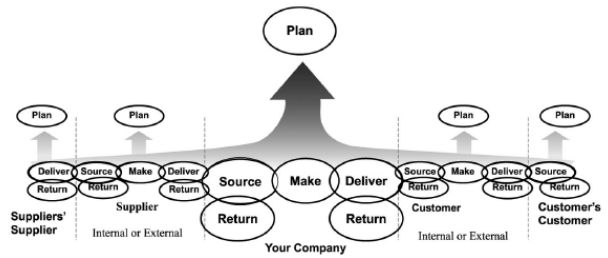 Plan
Plan Plan Plan Plan
Deliver Source Make Deliver Source Make Deliver Source Make Deliver Source
Return Return Return Return Return Return Return Return
Suppliers' Supplier Customer Customer's
Supplier Internal or External Your Company Internal or External Customer